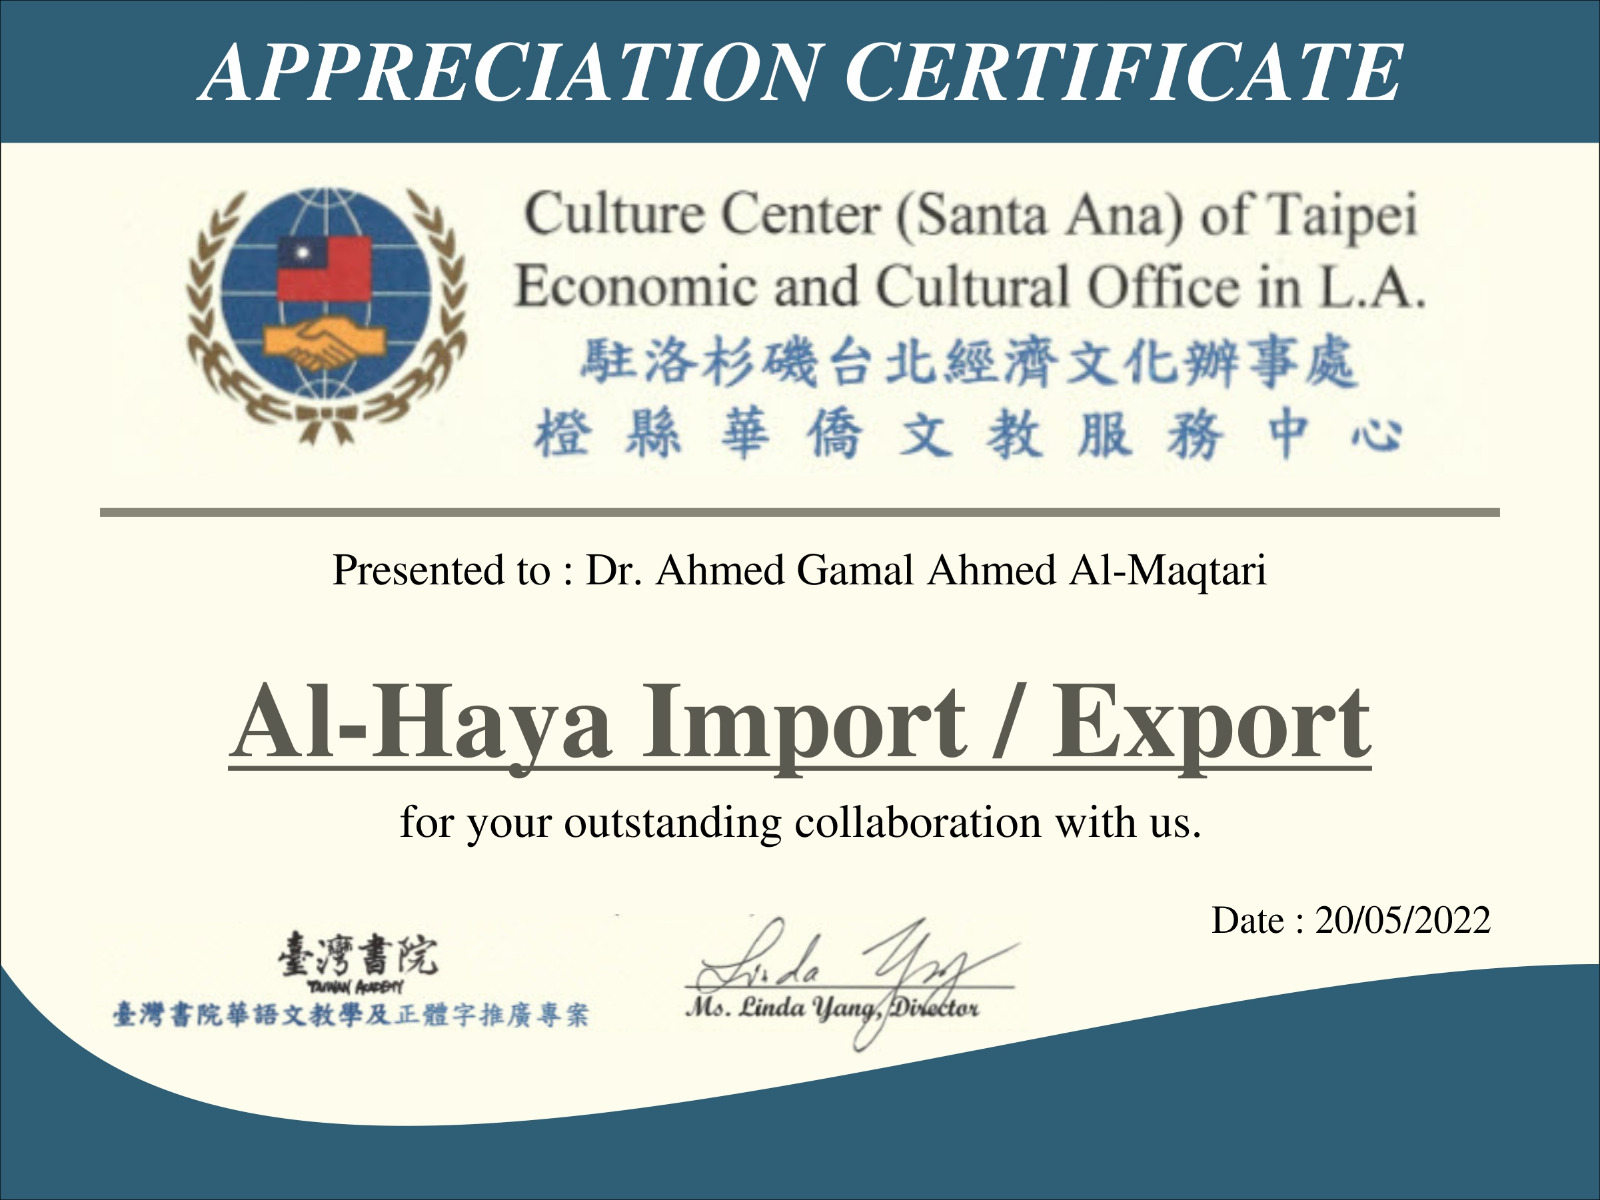 APPRECIATION CERTIFICATE
Culture Center (Santa Ana) of Taipei
Economic and Cultural Office in L.A.
駐洛杉磯台北經濟文化辦事處
橙縣華僑文教服務中心
Presented to : Dr. Ahmed Gamal Ahmed Al-Maqtari
Al-Haya Import / Export
for your outstanding collaboration with us.
Date : 20/05/2022
臺灣書院
TAIWAN ACADEMY
臺灣書院華語文教學及正體字推廣專案
Linda Yang
Ms. Linda Yang, Director